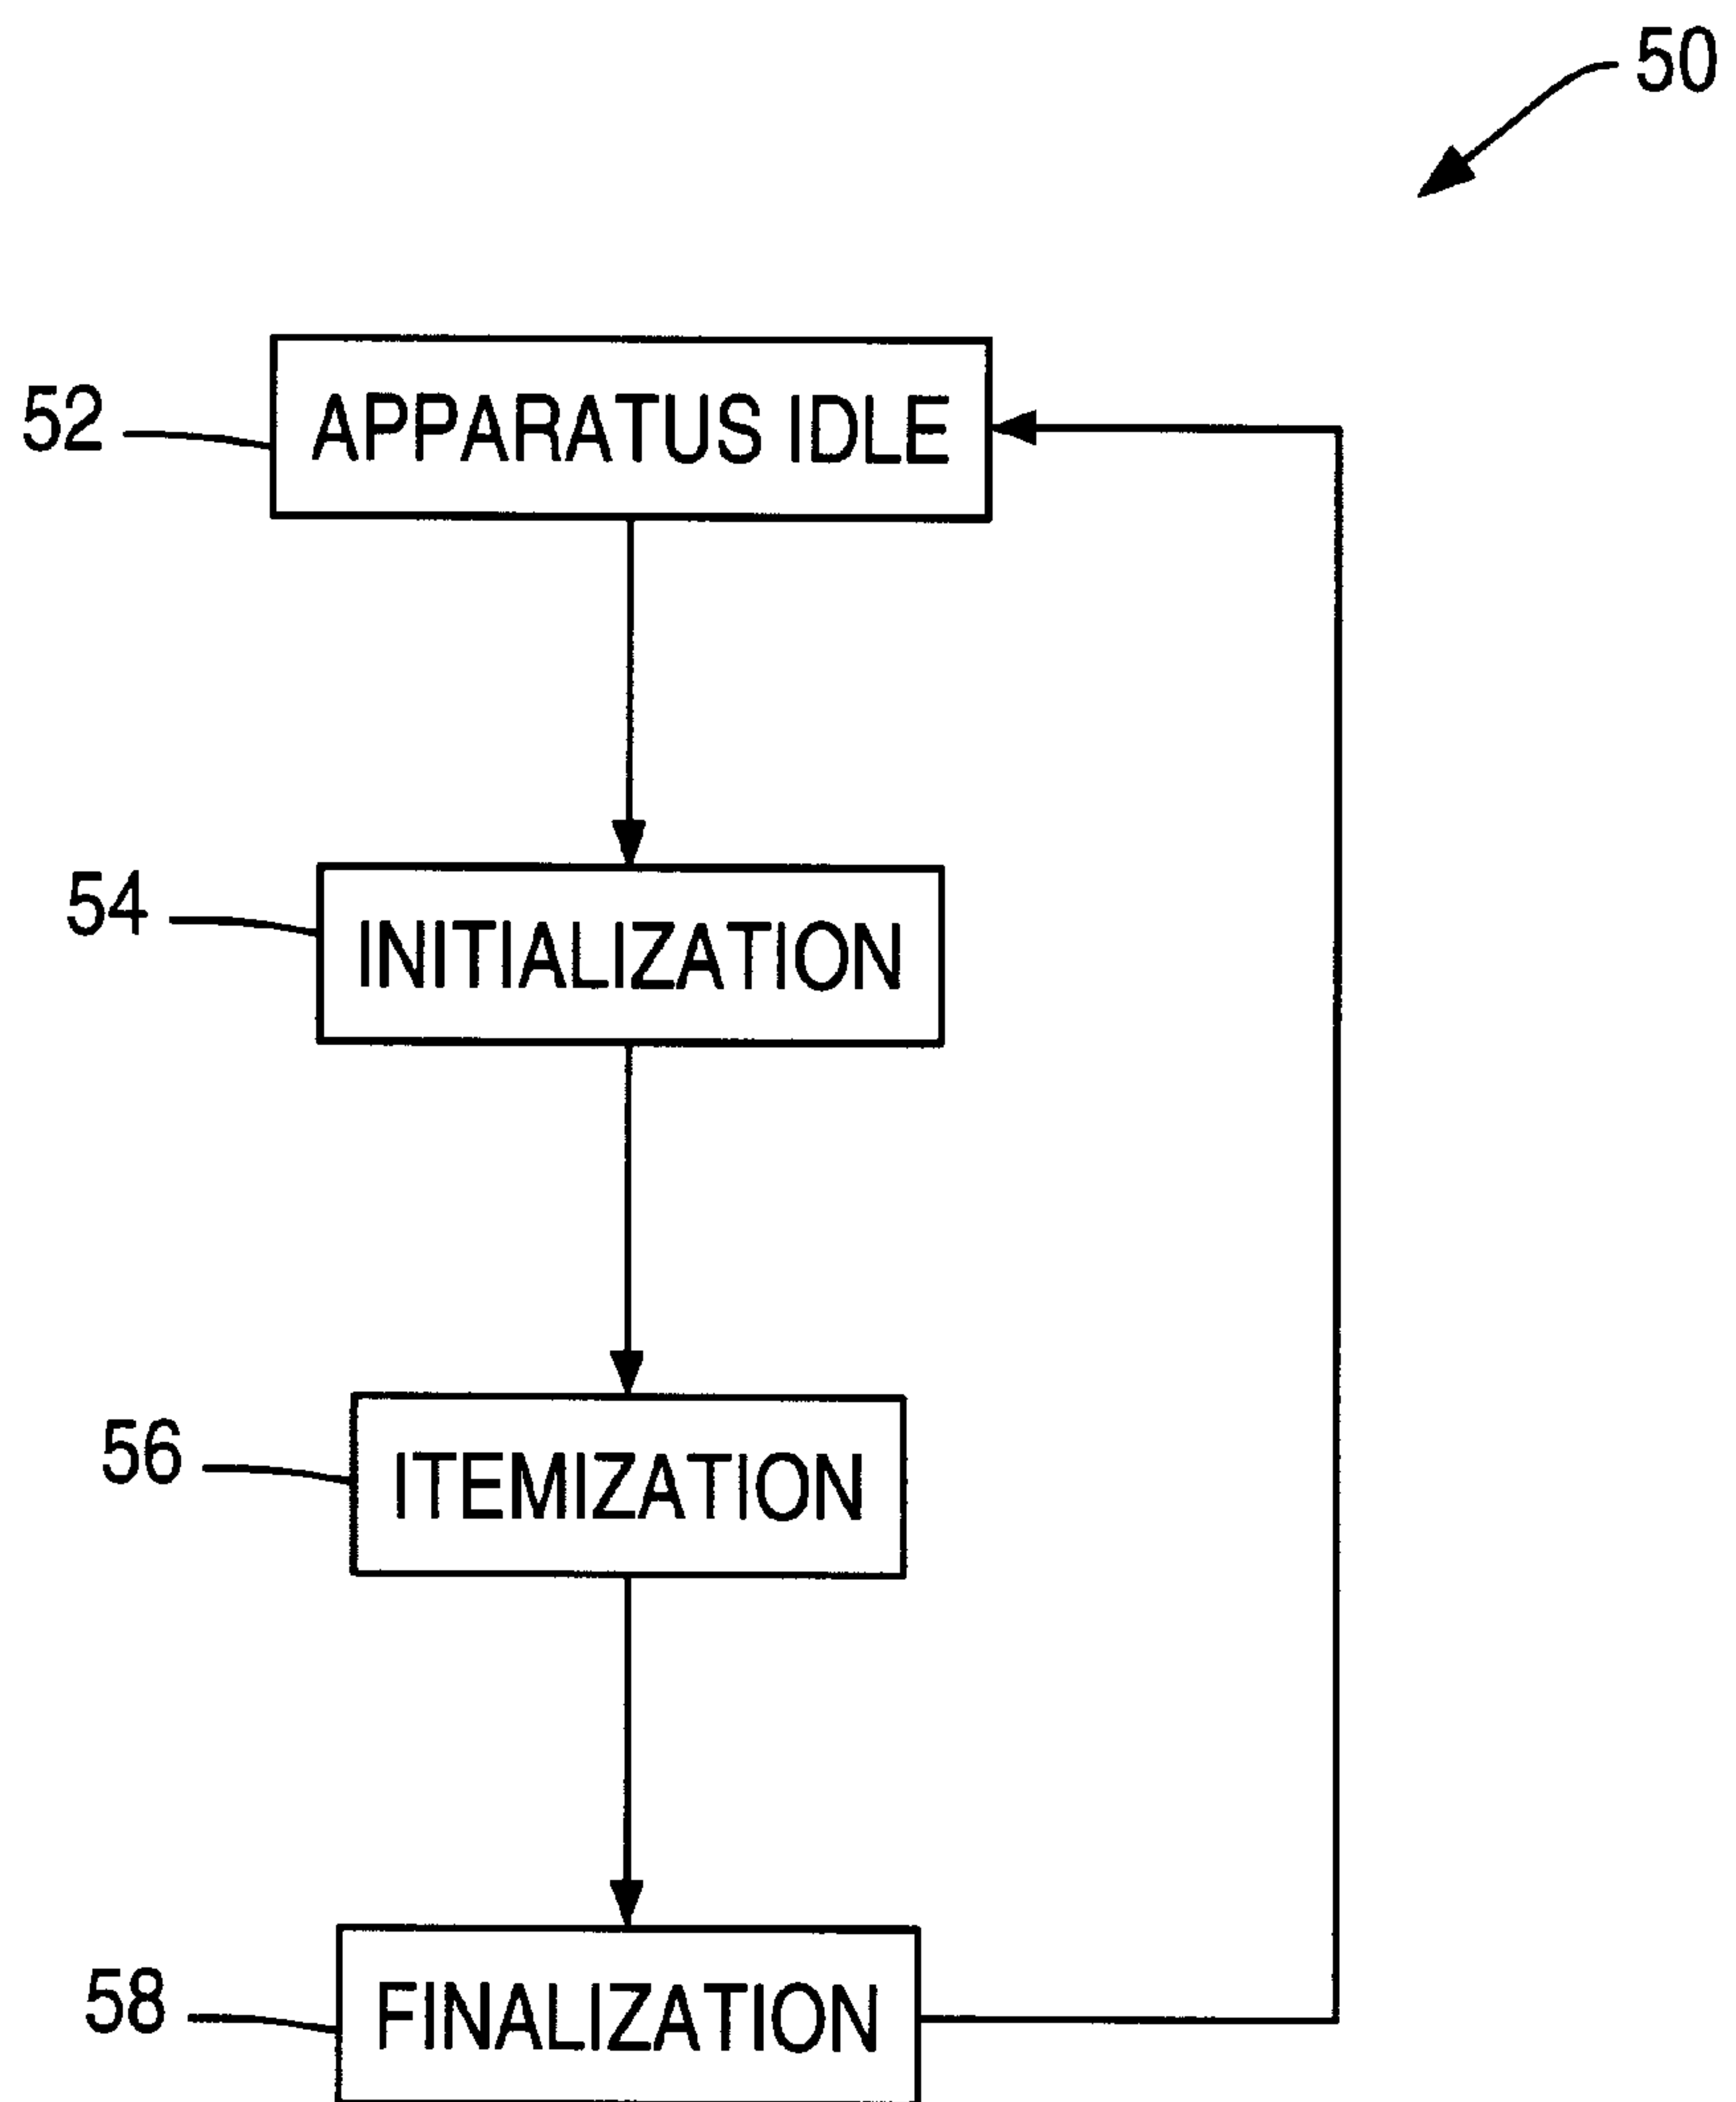 50
52
APPARATUS IDLE
54
INITIALIZATION
56
ITEMIZATION
58
FINALIZATION